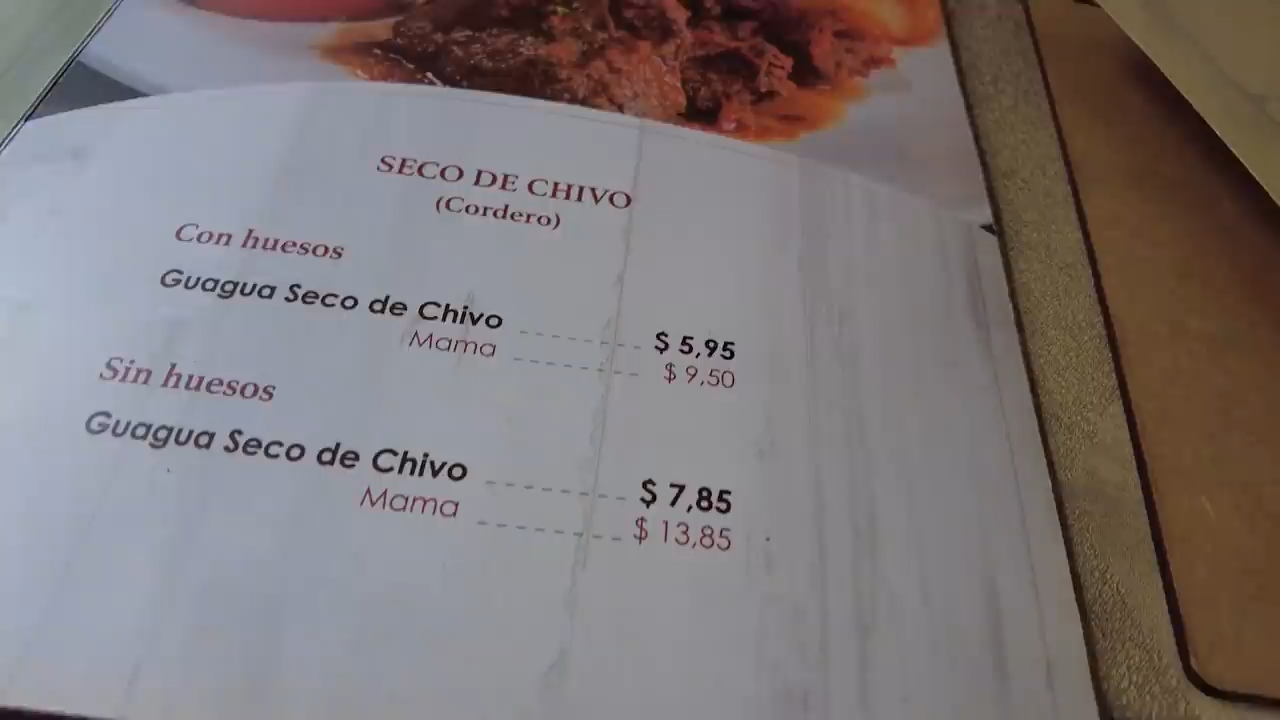 SECO DE CHIVO
(Cordero)
Con huesos
Guagua Seco de Chivo $ 5,95
Mama $ 9,50
Sin huesos
Guagua Seco de Chivo $ 7,85
Mama $ 13,85